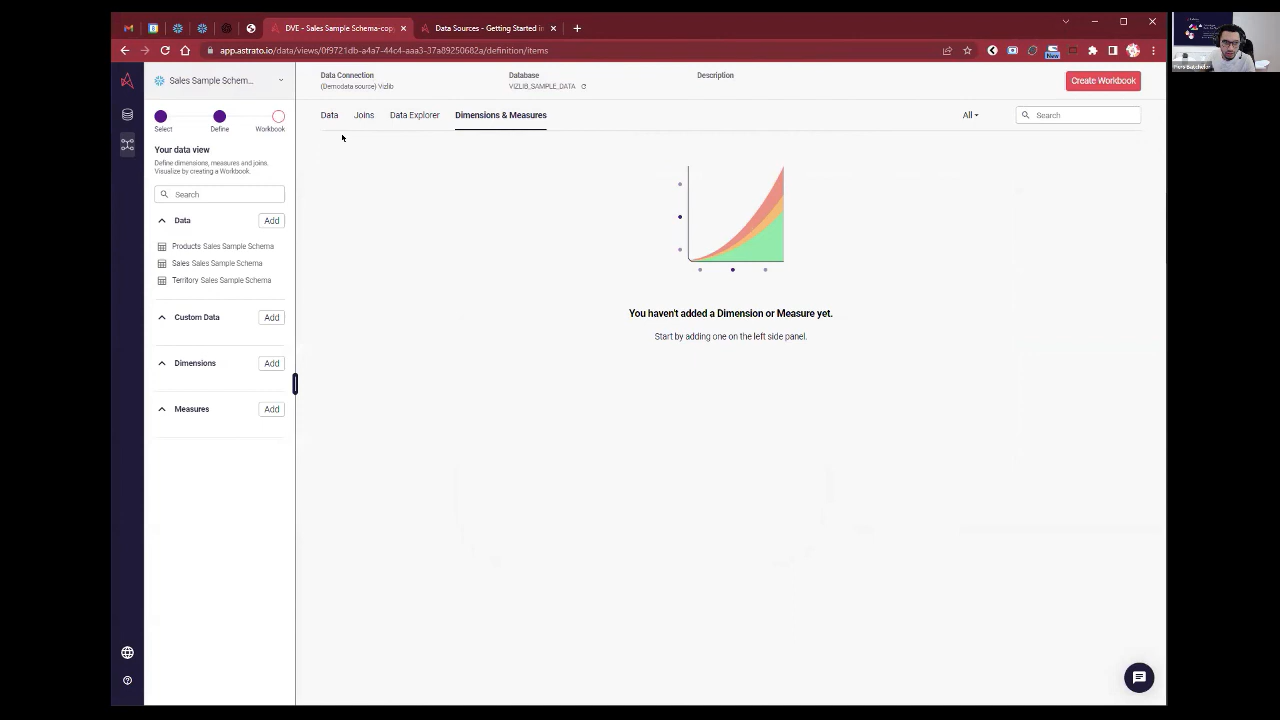 DVE - Sales Sample Schema-cop
Data Sources - Getting Started in
app.astrato.io/data/views/0f9721db-a4a7-44c4-aaa3-37a89250682a/definition/items
New
Piers Batchelor
Sales Sample Schem...
Data Connection
(Demodata source) Vizlib
Database
VIZLIB_SAMPLE_DATA
Description
Create Workbook
Select
Define
Workbook
Data
Joins
Data Explorer
Dimensions & Measures
All
Search
Your data view
Define dimensions, measures and joins.
Visualize by creating a Workbook.
Search
Data
Add
Products Sales Sample Schema
Sales Sales Sample Schema
Territory Sales Sample Schema
Custom Data
Add
Dimensions
Add
Measures
Add
You haven't added a Dimension or Measure yet.
Start by adding one on the left side panel.